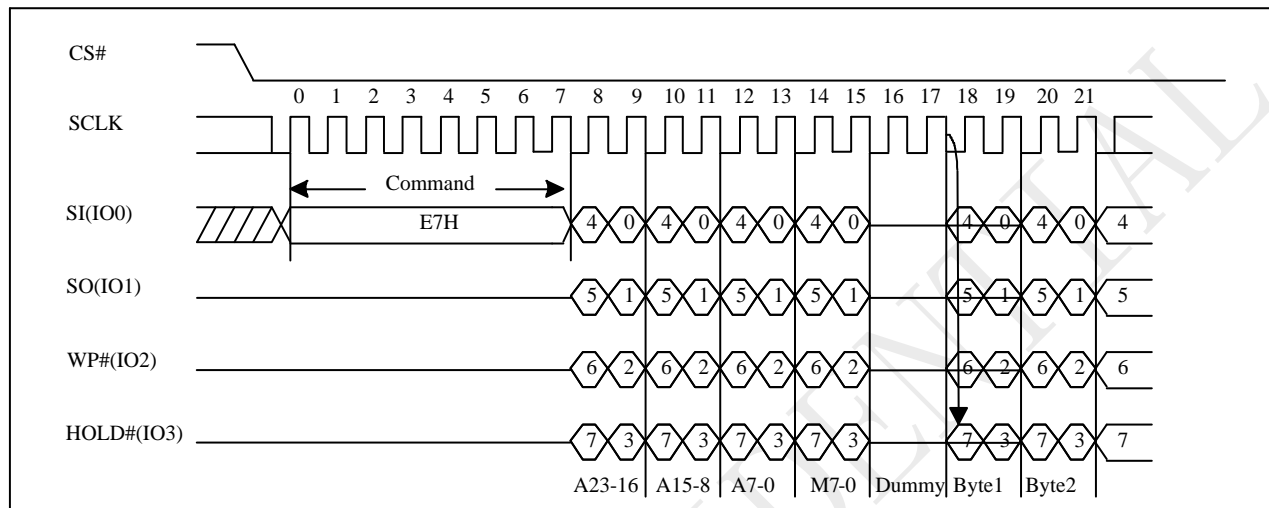 CS#
0 1 2 3 4 5 6 7 8 9 10 11 12 13 14 15 16 17 18 19 20 21
SCLK
Command
SI(IO0) E7H 4 0 4 0 4 0 4 0 4 0 4 0 4
SO(IO1) 5 1 5 1 5 1 5 1 5 1 5 1 5
WP#(IO2) 6 2 6 2 6 2 6 2 6 2 6 2 6
HOLD#(IO3) 7 3 7 3 7 3 7 3 7 3 7 3 7
A23-16 A15-8 A7-0 M7-0 Dummy Byte1 Byte2